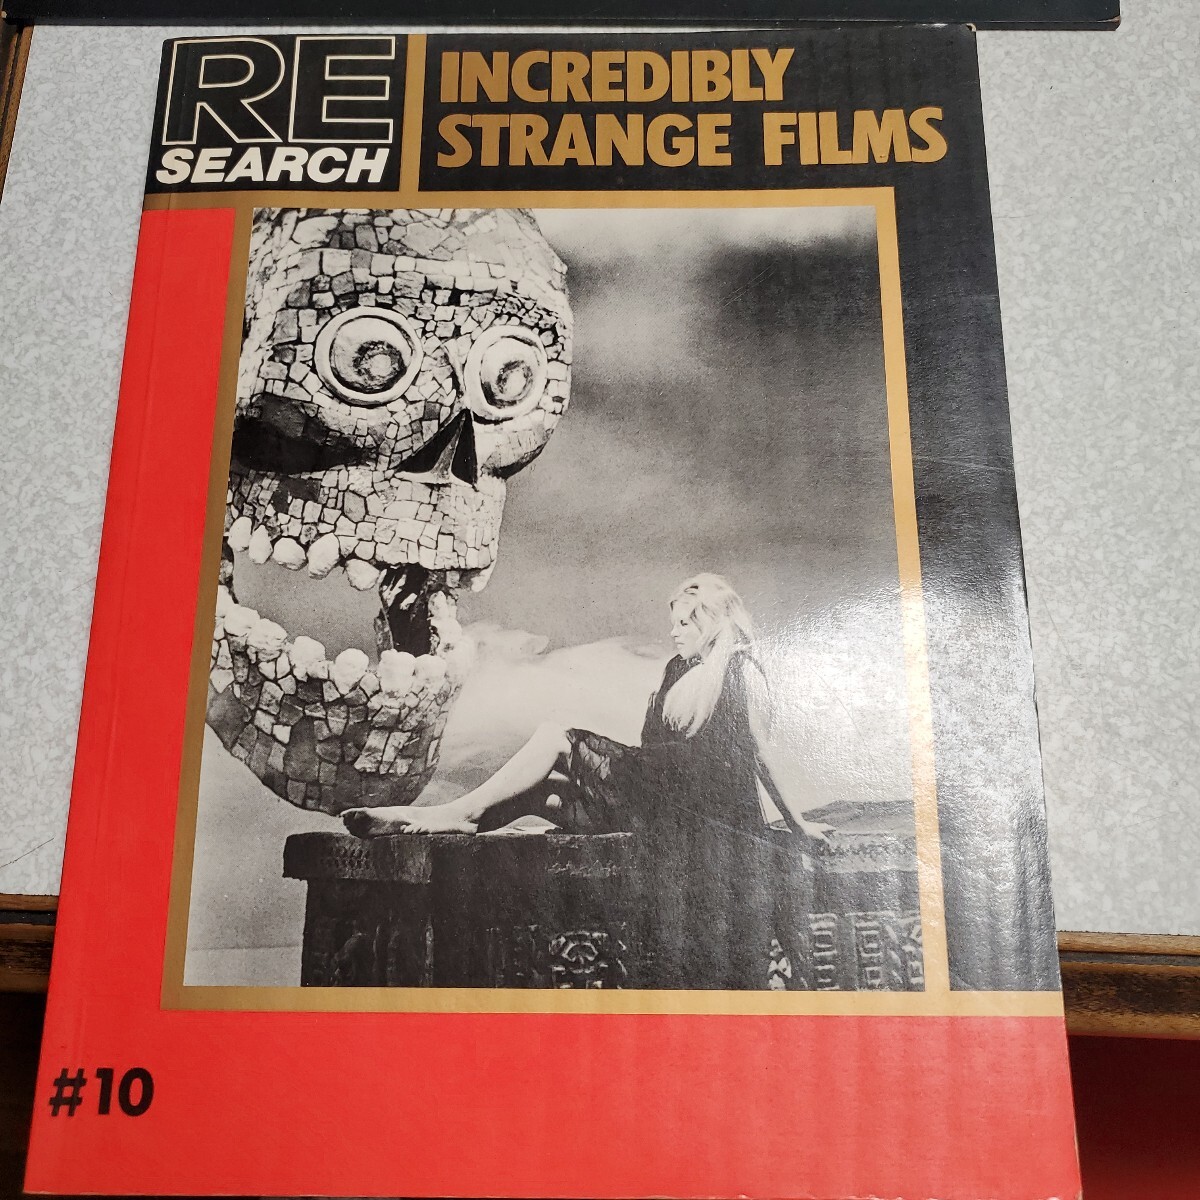 RE
SEARCH
INCREDIBLY
STRANGE FILMS
#10